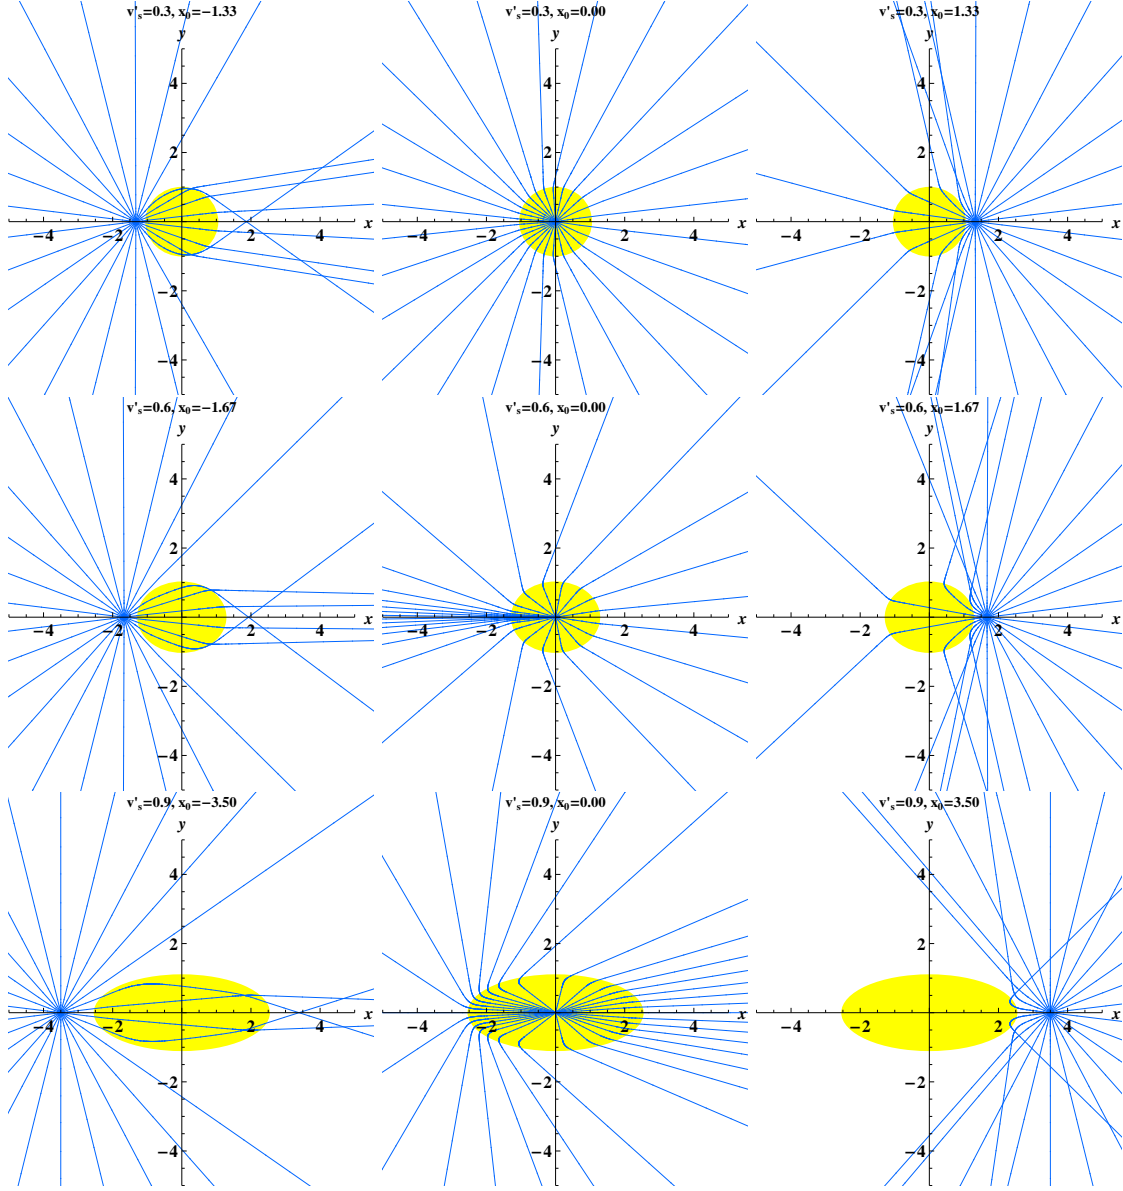 v'ₛ=0.3, x₀=−1.33
y
4
2
x
−4 −2 2 4
−2
−4
v'ₛ=0.3, x₀=0.00
y
4
2
x
−4 −2 2 4
−2
−4
v'ₛ=0.3, x₀=1.33
y
4
2
x
−4 −2 2 4
−2
−4
v'ₛ=0.6, x₀=−1.67
y
4
2
x
−4 −2 2 4
−2
−4
v'ₛ=0.6, x₀=0.00
y
4
2
x
−4 −2 2 4
−2
−4
v'ₛ=0.6, x₀=1.67
y
4
2
x
−4 −2 2 4
−2
−4
v'ₛ=0.9, x₀=−3.50
y
4
2
x
−4 −2 2 4
−2
−4
v'ₛ=0.9, x₀=0.00
y
4
2
x
−4 −2 2 4
−2
−4
v'ₛ=0.9, x₀=3.50
y
4
2
x
−4 −2 2 4
−2
−4